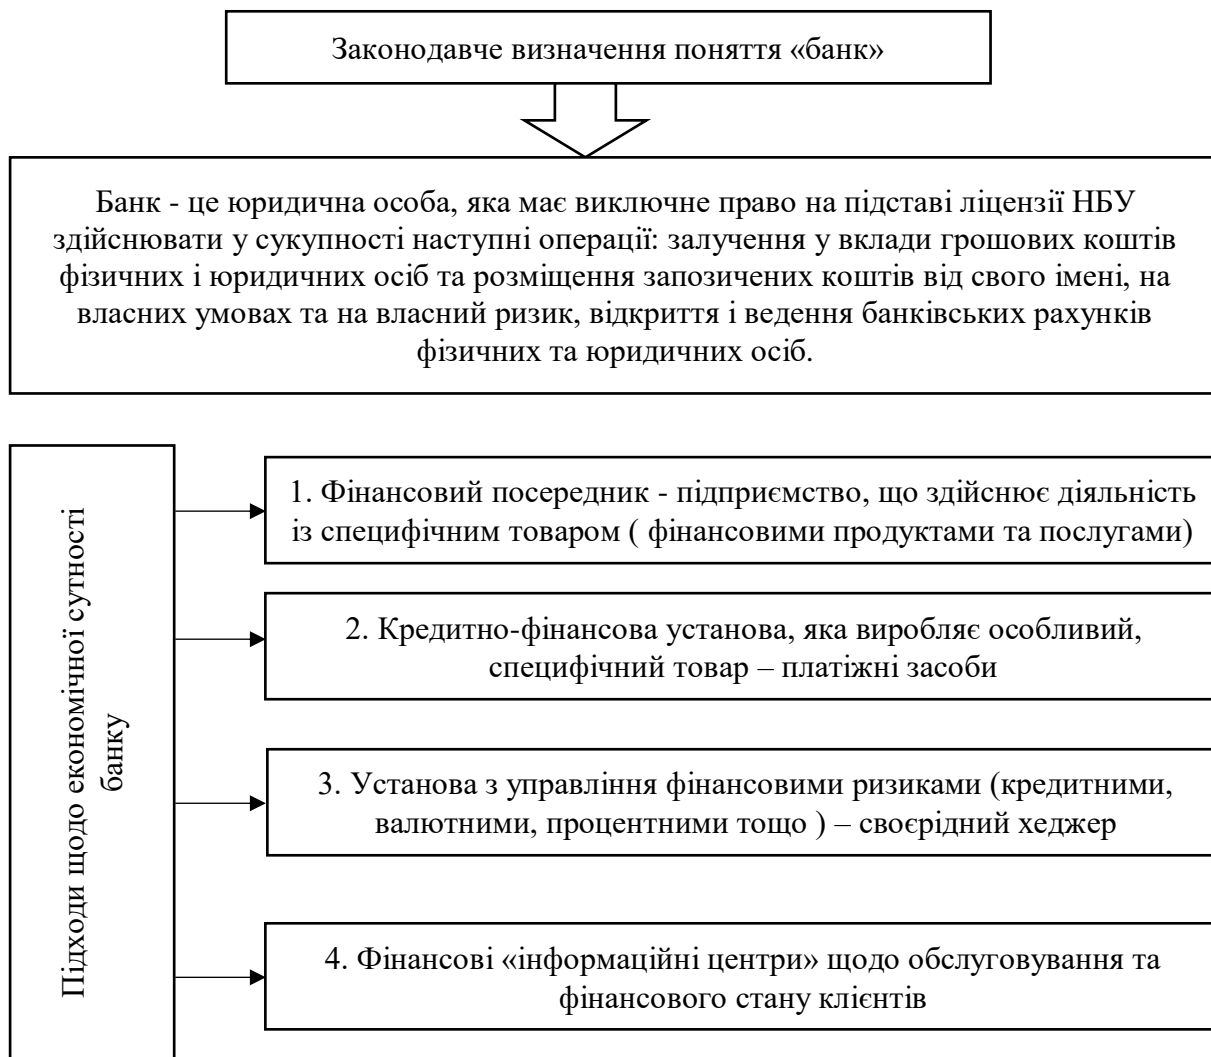 Законодавче визначення поняття «банк»
Банк - це юридична особа, яка має виключне право на підставі ліцензії НБУ
здійснювати у сукупності наступні операції: залучення у вклади грошових коштів
фізичних і юридичних осіб та розміщення запозичених коштів від свого імені, на
власних умовах та на власний ризик, відкриття і ведення банківських рахунків
фізичних та юридичних осіб.
Підходи щодо економічної сутності
банку
1. Фінансовий посередник - підприємство, що здійснює діяльність
із специфічним товаром ( фінансовими продуктами та послугами)
2. Кредитно-фінансова установа, яка виробляє особливий,
специфічний товар – платіжні засоби
3. Установа з управління фінансовими ризиками (кредитними,
валютними, процентними тощо ) – своєрідний хеджер
4. Фінансові «інформаційні центри» щодо обслуговування та
фінансового стану клієнтів